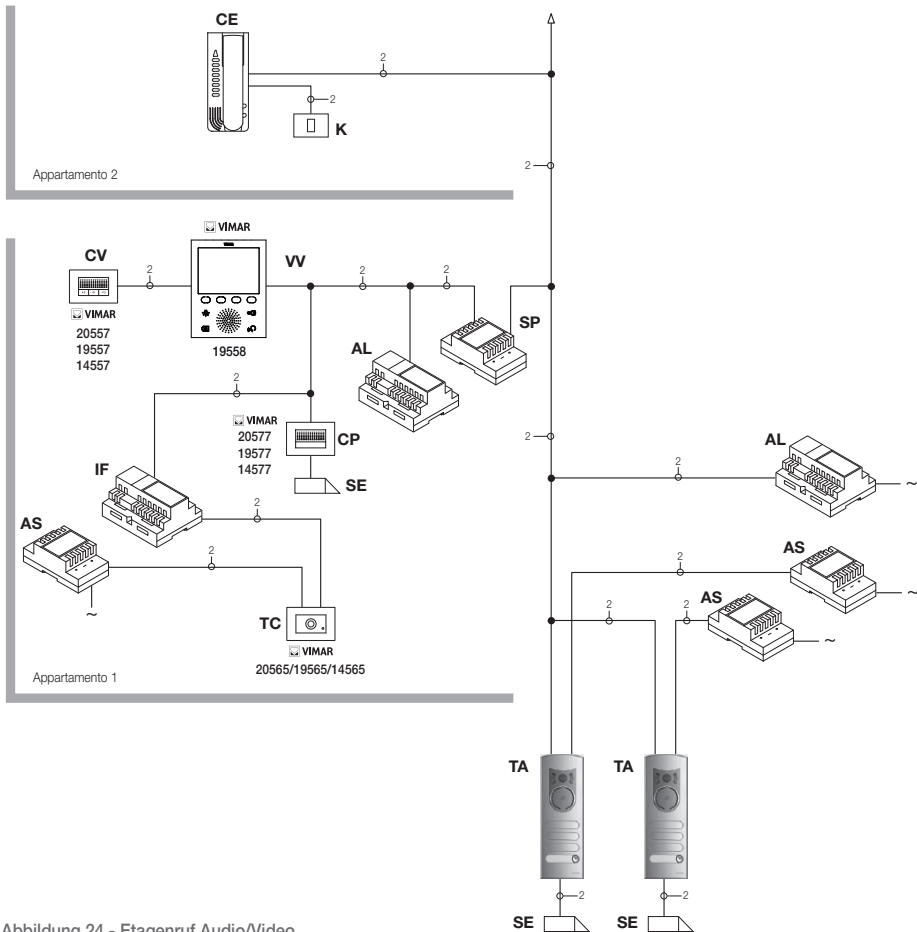 CE
2
2
K
2
Appartamento 2
VIMAR
CV
2
VV
2
2
SP
VIMAR
20557
19557
14557
19558
AL
2
VIMAR
20577
19577
14577
CP
2
AL
2
~
IF
SE
2
AS
2
AS
2
~
AS
2
2
~
~
TC
VIMAR
20565/19565/14565
Appartamento 1
TA
TA
2
2
SE
SE
Abbildung 24 - Etagenruf Audio/Video